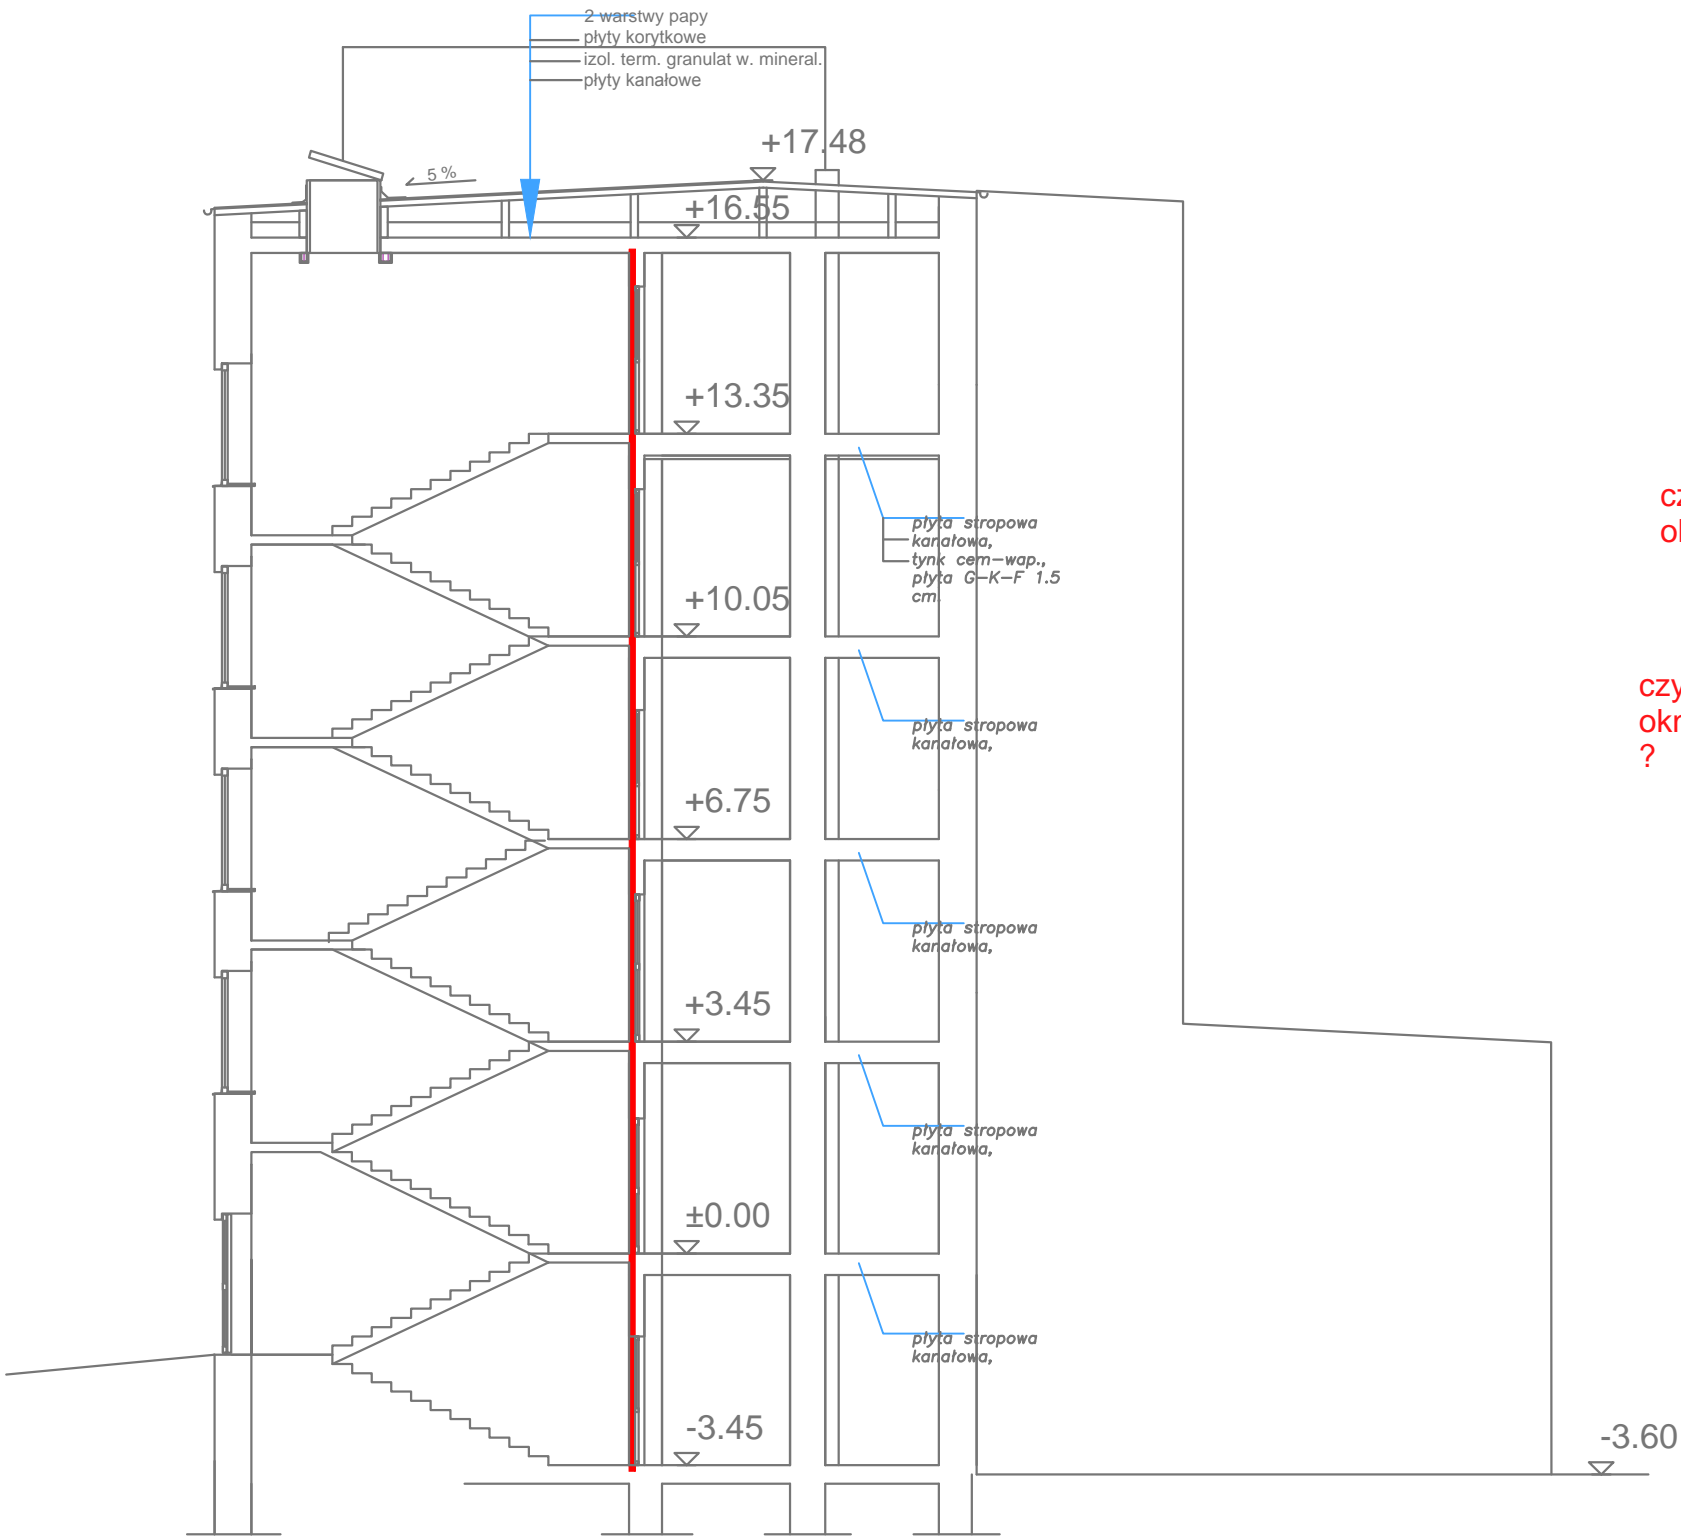 2 warstwy papy
płyty korytkowe
izol. term. granulat w. mineral.
płyty kanałowe
+17.48
5 %
+16.55
+13.35
płyta stropowa
kanałowa,
tynk cem-wap.,
płyta G-K-F 1.5
cm.
+10.05
płyta stropowa
kanałowa,
?
+6.75
płyta stropowa
kanałowa,
+3.45
płyta stropowa
kanałowa,
±0.00
płyta stropowa
kanałowa,
-3.45
-3.60